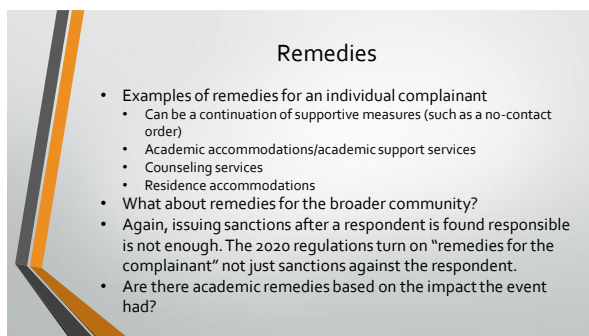 Remedies
• Examples of remedies for an individual complainant
• Can be a continuation of supportive measures (such as a no-contact
order)
• Academic accommodations/academic support services
• Counseling services
• Residence accommodations
• What about remedies for the broader community?
• Again, issuing sanctions after a respondent is found responsible
is not enough. The 2020 regulations turn on “remedies for the
complainant” not just sanctions against the respondent.
• Are there academic remedies based on the impact the event
had?